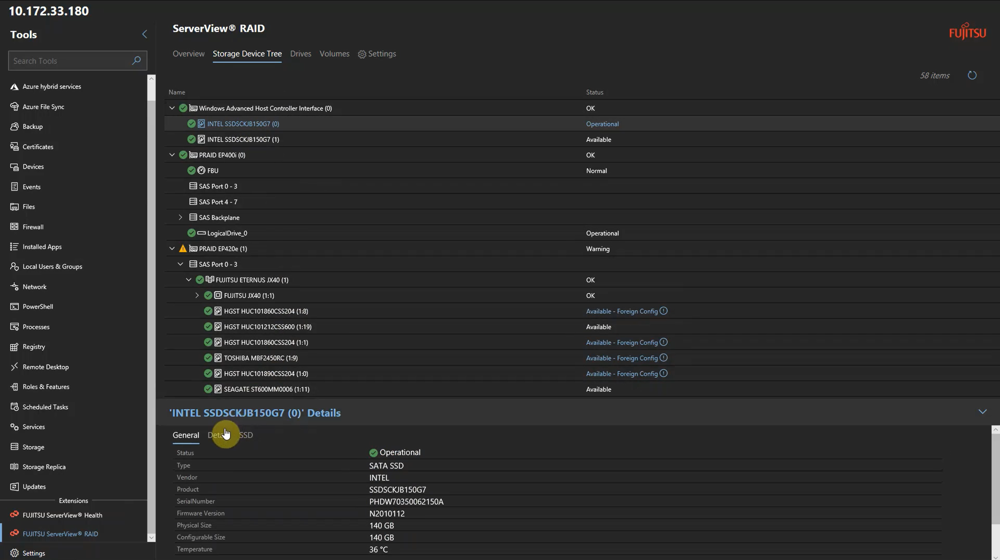 10.172.33.180
Tools
Search Tools
Azure hybrid services
Azure File Sync
Backup
Certificates
Devices
Events
Files
Firewall
Installed Apps
Local Users & Groups
Network
PowerShell
Processes
Registry
Remote Desktop
Roles & Features
Scheduled Tasks
Services
Storage
Storage Replica
Updates
Extensions
FUJITSU ServerView® Health
FUJITSU ServerView® RAID
Settings
ServerView® RAID
FUJITSU
Overview Storage Device Tree Drives Volumes Settings
58 items
Name Status
Windows Advanced Host Controller Interface (0) OK
INTEL SSDSCKJB150G7 (0) Operational
INTEL SSDSCKJB150G7 (1) Available
PRAID EP400i (0) OK
FBU Normal
SAS Port 0 - 3
SAS Port 4 - 7
SAS Backplane
LogicalDrive_0 Operational
PRAID EP420e (1) Warning
SAS Port 0 - 3
FUJITSU ETERNUS JX40 (1) OK
FUJITSU JX40 (1:1) OK
HGST HUC101860CSS204 (1:8) Available - Foreign Config
HGST HUC101212CSS600 (1:19) Available
HGST HUC101860CSS204 (1:1) Available - Foreign Config
TOSHIBA MBF2450RC (1:9) Available - Foreign Config
HGST HUC101890CSS204 (1:0) Available - Foreign Config
SEAGATE ST600MM0006 (1:11) Available
'INTEL SSDSCKJB150G7 (0)' Details
General SSD
Status Operational
Type SATA SSD
Vendor INTEL
Product SSDSCKJB150G7
SerialNumber PHDW70350062150A
Firmware Version N2010112
Physical Size 140 GB
Configurable Size 140 GB
Temperature 36 °C